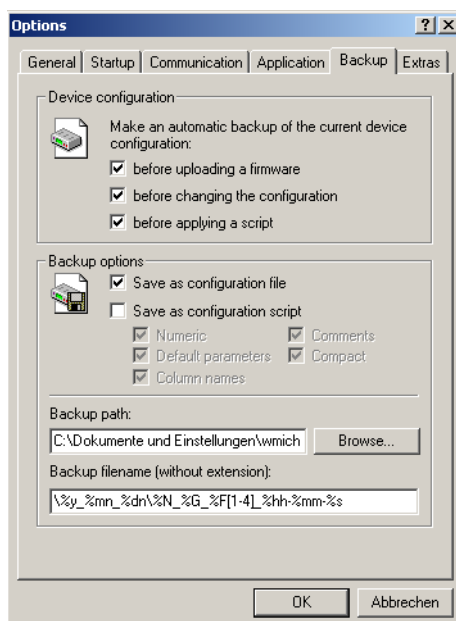 Options
General Startup Communication Application Backup Extras
Device configuration
Make an automatic backup of the current device
configuration:
before uploading a firmware
before changing the configuration
before applying a script
Backup options
Save as configuration file
Save as configuration script
Numeric Comments
Default parameters Compact
Column names
Backup path:
C:\Dokumente und Einstellungen\wmich Browse...
Backup filename (without extension):
\%y_%mn_%dn\%N_%G_%F[1-4]_%hh-%mm-%s
OK Abbrechen